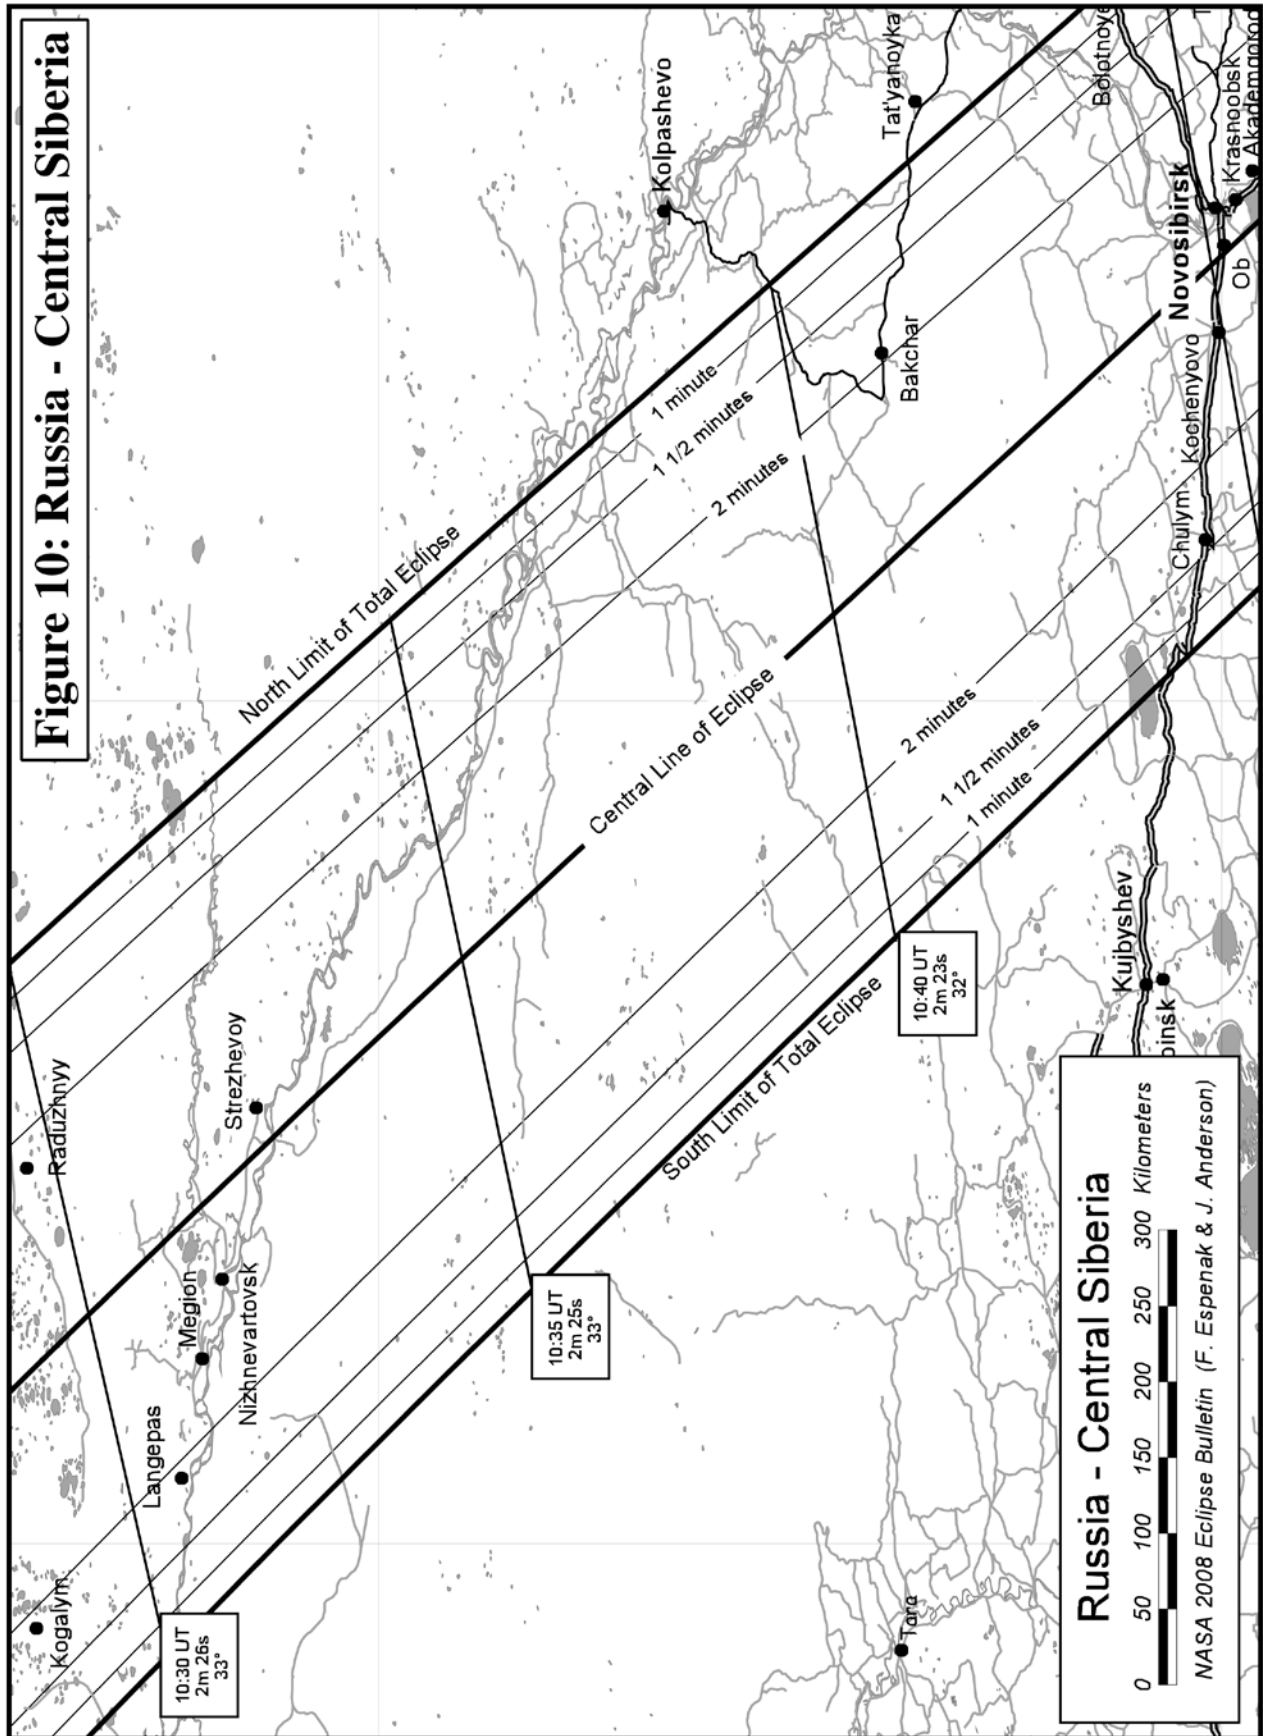 Figure 10: Russia - Central Siberia
Kogalym
Raduzhnyy
10:30 UT
2m 26s
33°
Langepas
Megion
Nizhnevartovsk
Strezhevoy
North Limit of Total Eclipse
10:35 UT
2m 25s
33°
Central Line of Eclipse
South Limit of Total Eclipse
1 minute
1 1/2 minutes
2 minutes
Kolpashevo
Tat'yanoyka
Bakchar
10:40 UT
2m 23s
32°
2 minutes
1 1/2 minutes
1 minute
Tara
Kujbyshev
binsk
Chulym
Kochenyovo
Novosibirsk
Ob
Bolotnoye
Krasnoobsk
Akademgorod
Russia - Central Siberia
0 50 100 150 200 250 300 Kilometers
NASA 2008 Eclipse Bulletin (F. Espenak & J. Anderson)